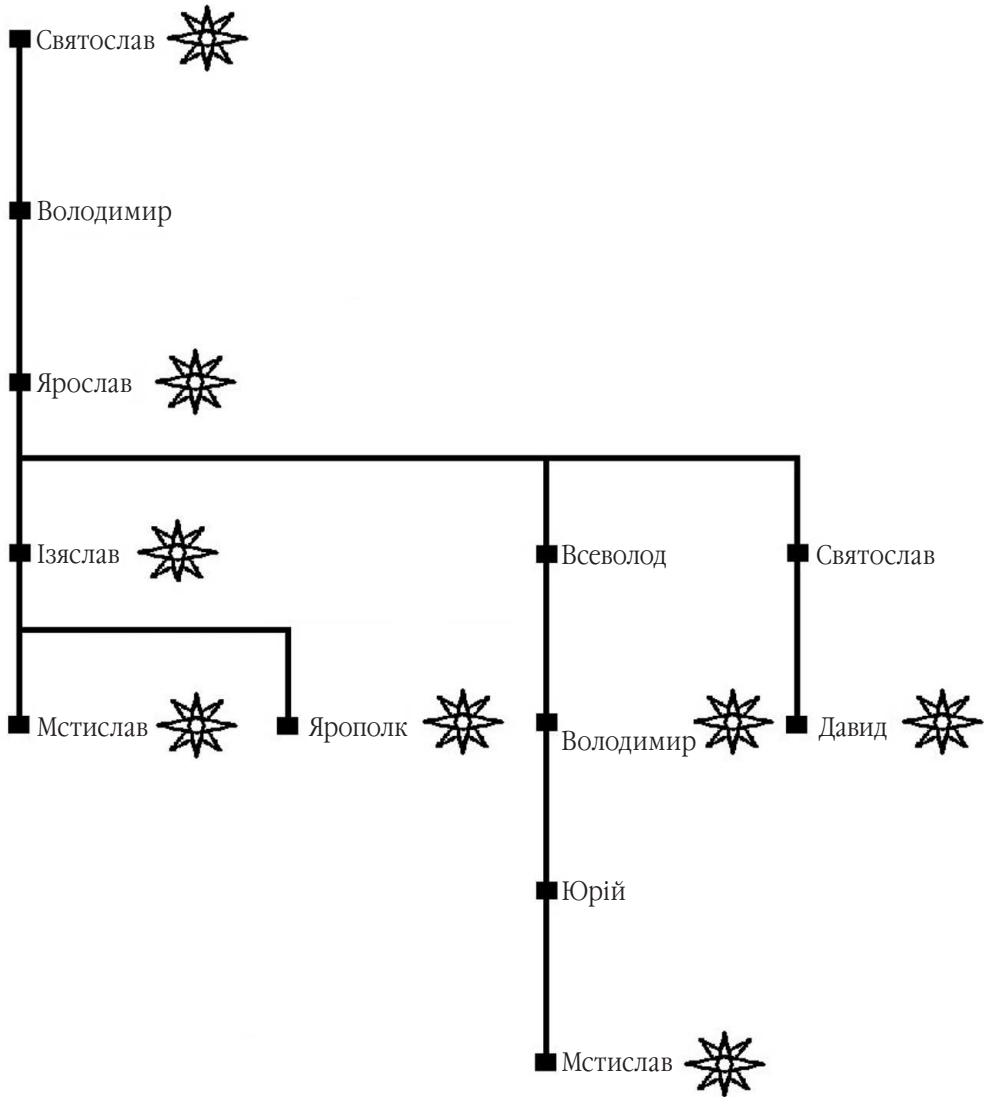 Святослав
Володимир
Ярослав
Ізяслав
Всеволод
Святослав
Мстислав
Ярополк
Володимир
Давид
Юрій
Мстислав